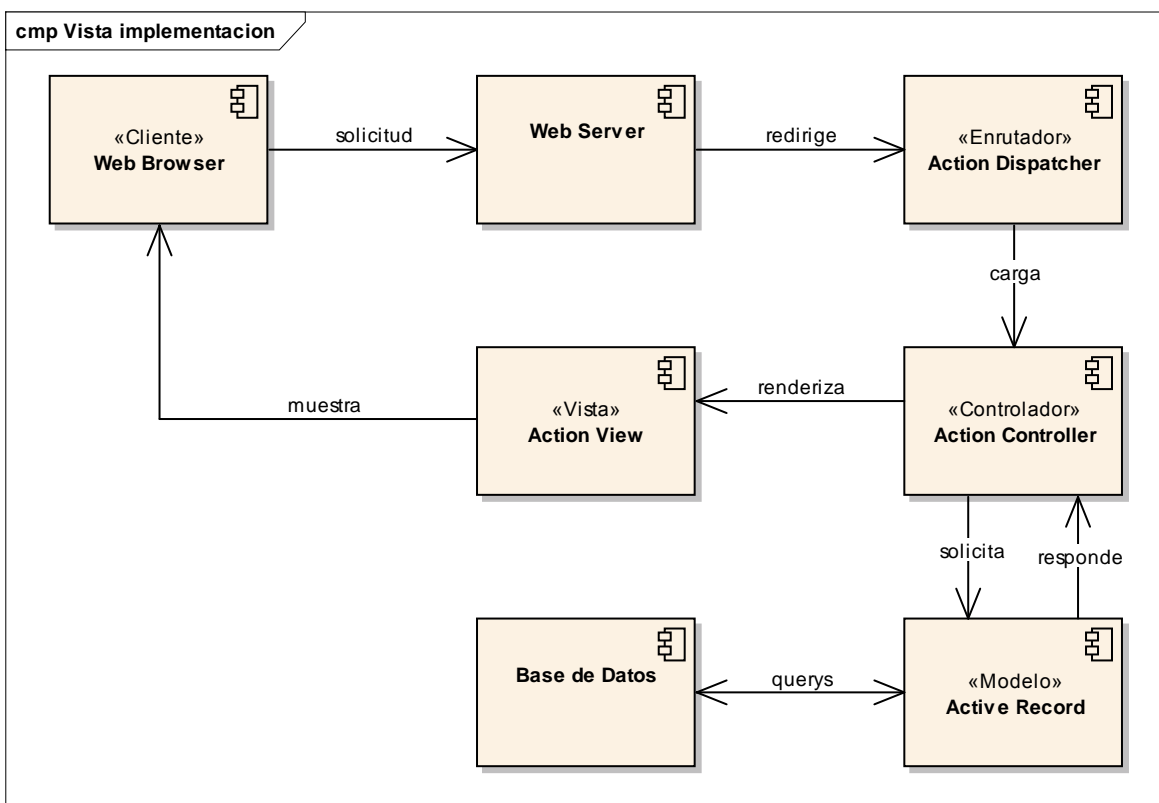 cmp Vista implementacion
«Cliente»
Web Browser
solicitud
Web Server
redirige
«Enrutador»
Action Dispatcher
carga
muestra
«Vista»
Action View
renderiza
«Controlador»
Action Controller
solicita
responde
Base de Datos
querys
«Modelo»
Active Record